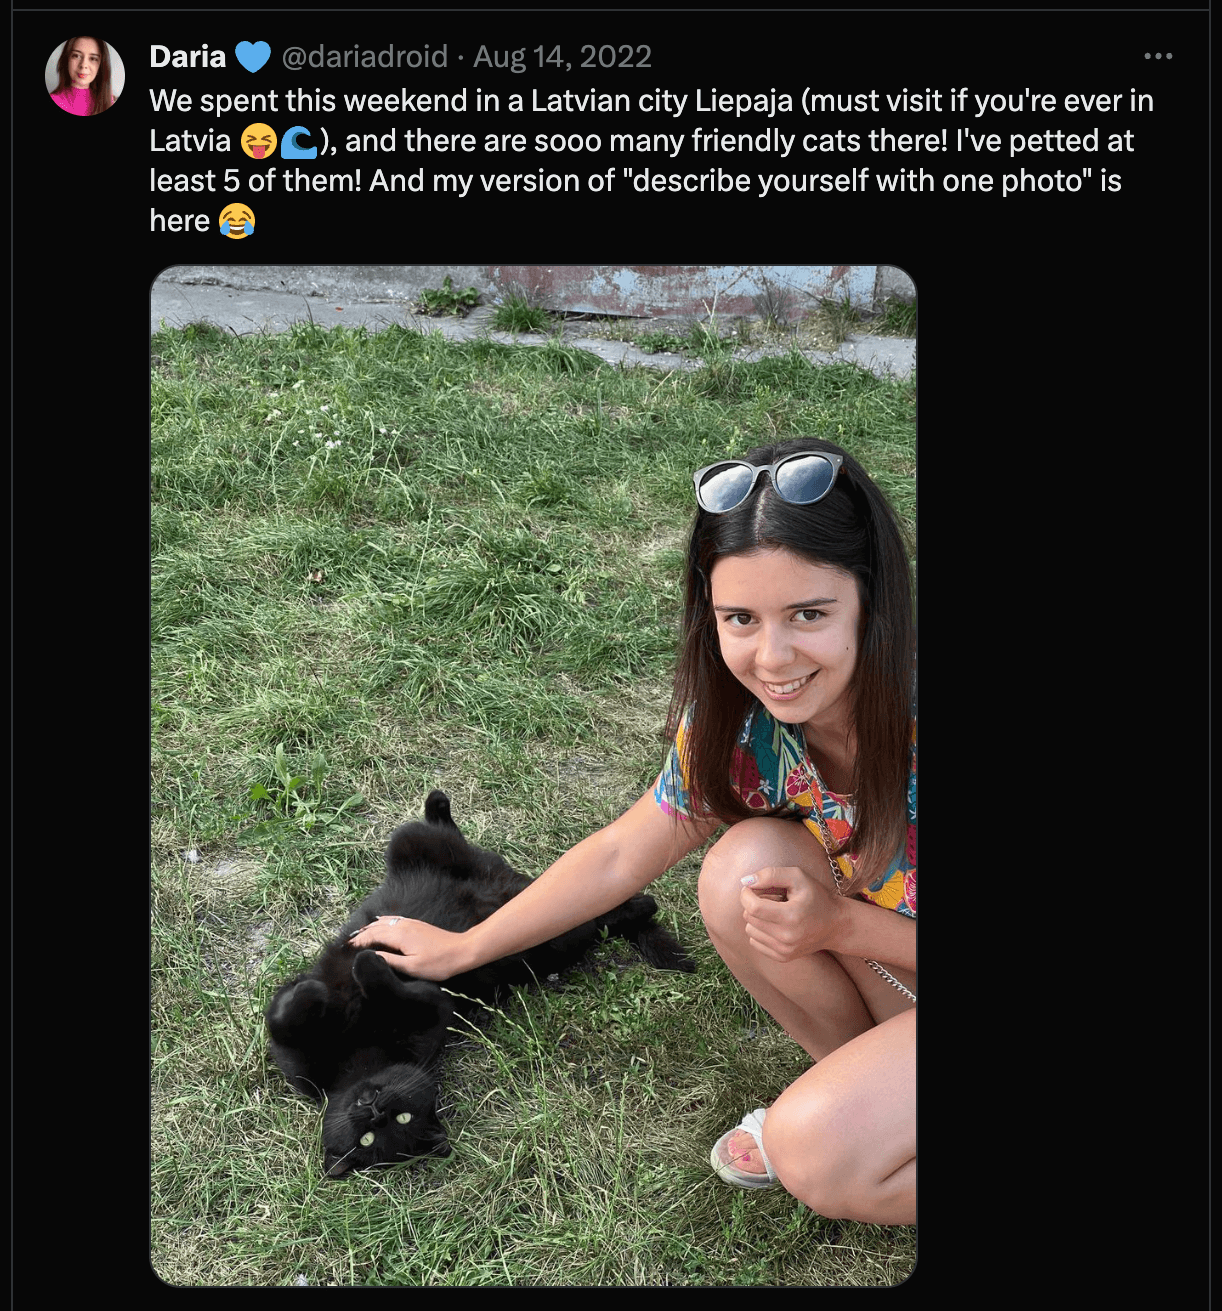 Daria 💙 @dariadroid · Aug 14, 2022
We spent this weekend in a Latvian city Liepaja (must visit if you're ever in
Latvia 😝🌊), and there are sooo many friendly cats there! I've petted at
least 5 of them! And my version of "describe yourself with one photo" is
here 😂